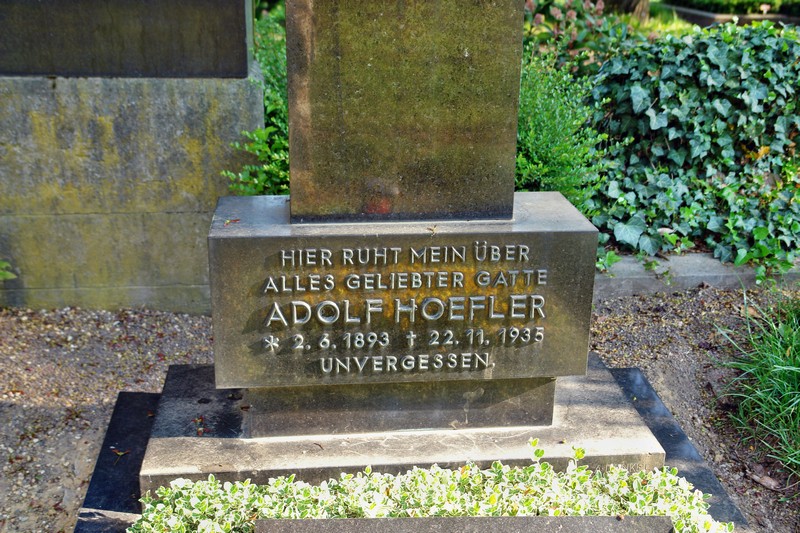 HIER RUHT MEIN ÜBER
ALLES GELIEBTER GATTE
ADOLF HOEFLER
* 2. 6. 1893 † 22. 11. 1935
UNVERGESSEN.